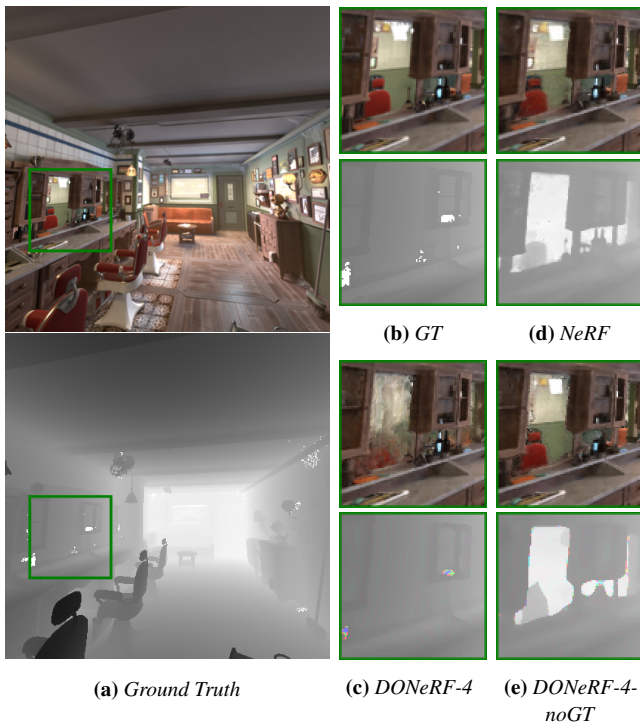 (b) GT
(d) NeRF
(a) Ground Truth
(c) DONeRF-4
(e) DONeRF-4-
noGT